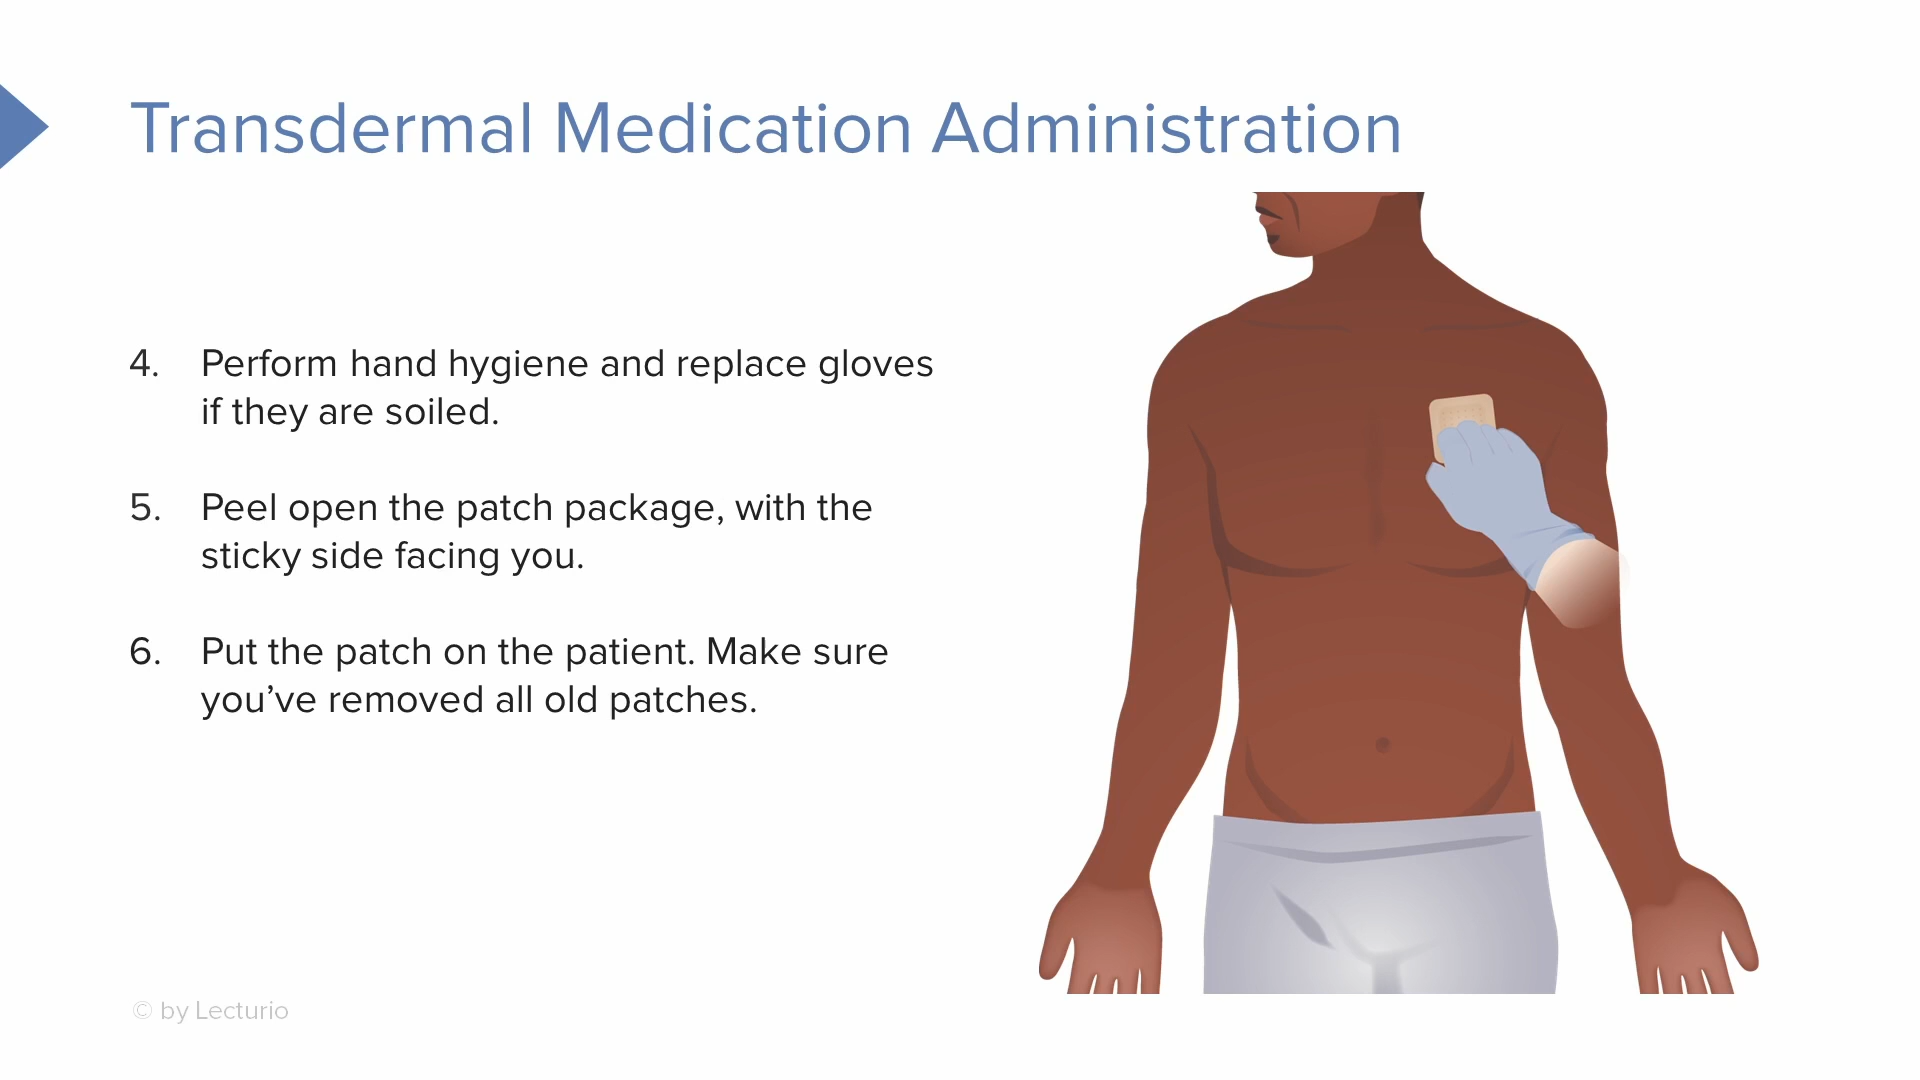 Transdermal Medication Administration
4. Perform hand hygiene and replace gloves
if they are soiled.
5. Peel open the patch package, with the
sticky side facing you.
6. Put the patch on the patient. Make sure
you’ve removed all old patches.
© by Lecturio